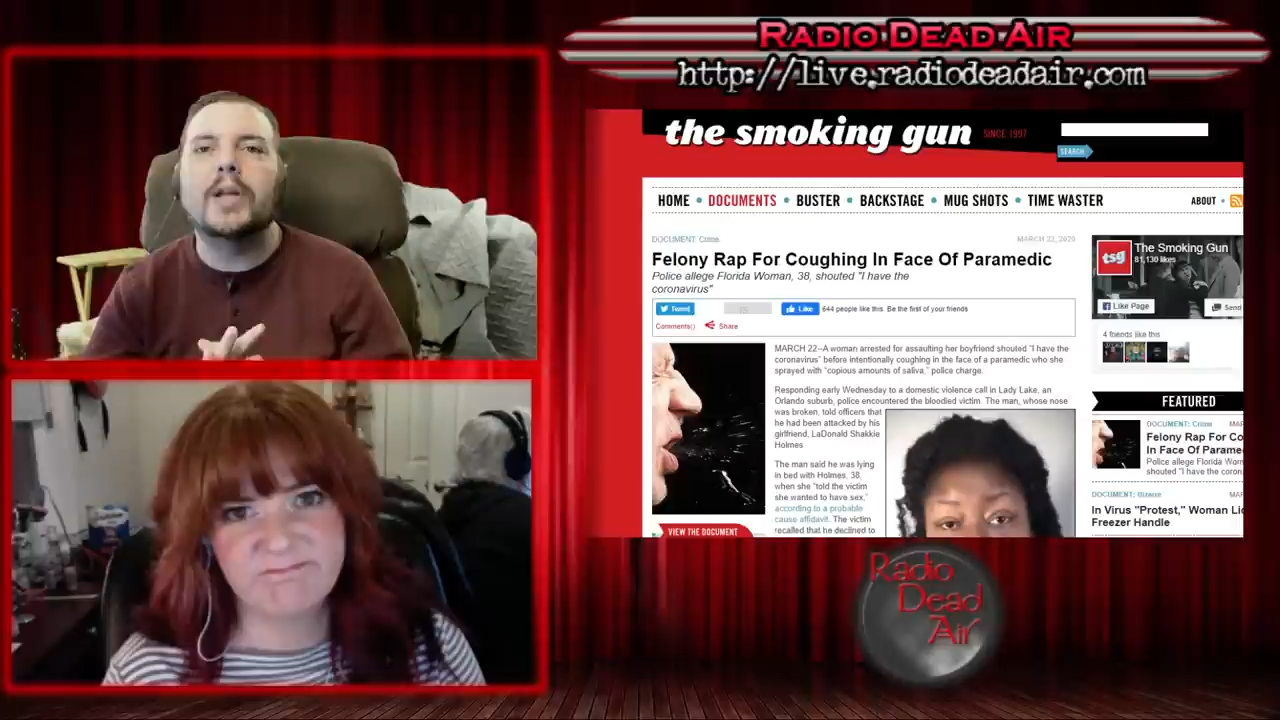 RADIO DEAD AIR
http://live.radiodeadair.com
the smoking gun
SINCE 1997
SEARCH
HOME • DOCUMENTS • BUSTER • BACKSTAGE • MUG SHOTS • TIME WASTER
ABOUT •
DOCUMENT: Crime
MARCH 22, 2020
Felony Rap For Coughing In Face Of Paramedic
Police allege Florida Woman, 38, shouted "I have the
coronavirus"
Tweet
Like
644 people like this. Be the first of your friends
Comments()
Share
MARCH 22--A woman arrested for assaulting her boyfriend shouted "I have the
coronavirus" before intentionally coughing in the face of a paramedic who she
sprayed with "copious amounts of saliva," police charge.
Responding early Wednesday to a domestic violence call in Lady Lake, an
Orlando suburb, police encountered the bloodied victim. The man, whose nose
was broken, told officers that
he had been attacked by his
girlfriend, LaDonald Shakkie
Holmes
The man said he was lying
in bed with Holmes, 38,
when she "told the victim
she wanted to have sex,"
according to a probable
cause affidavit. The victim
recalled that he declined to
VIEW THE DOCUMENT
tsg
The Smoking Gun
81,130 likes
Like Page
Send
4 friends like this
FEATURED
DOCUMENT: Crime MAR
Felony Rap For Co
In Face Of Parame
Police allege Florida Wom
shouted "I have the coron
DOCUMENT: Bizarre MAR
In Virus "Protest," Woman Lic
Freezer Handle
Radio
Dead
Air